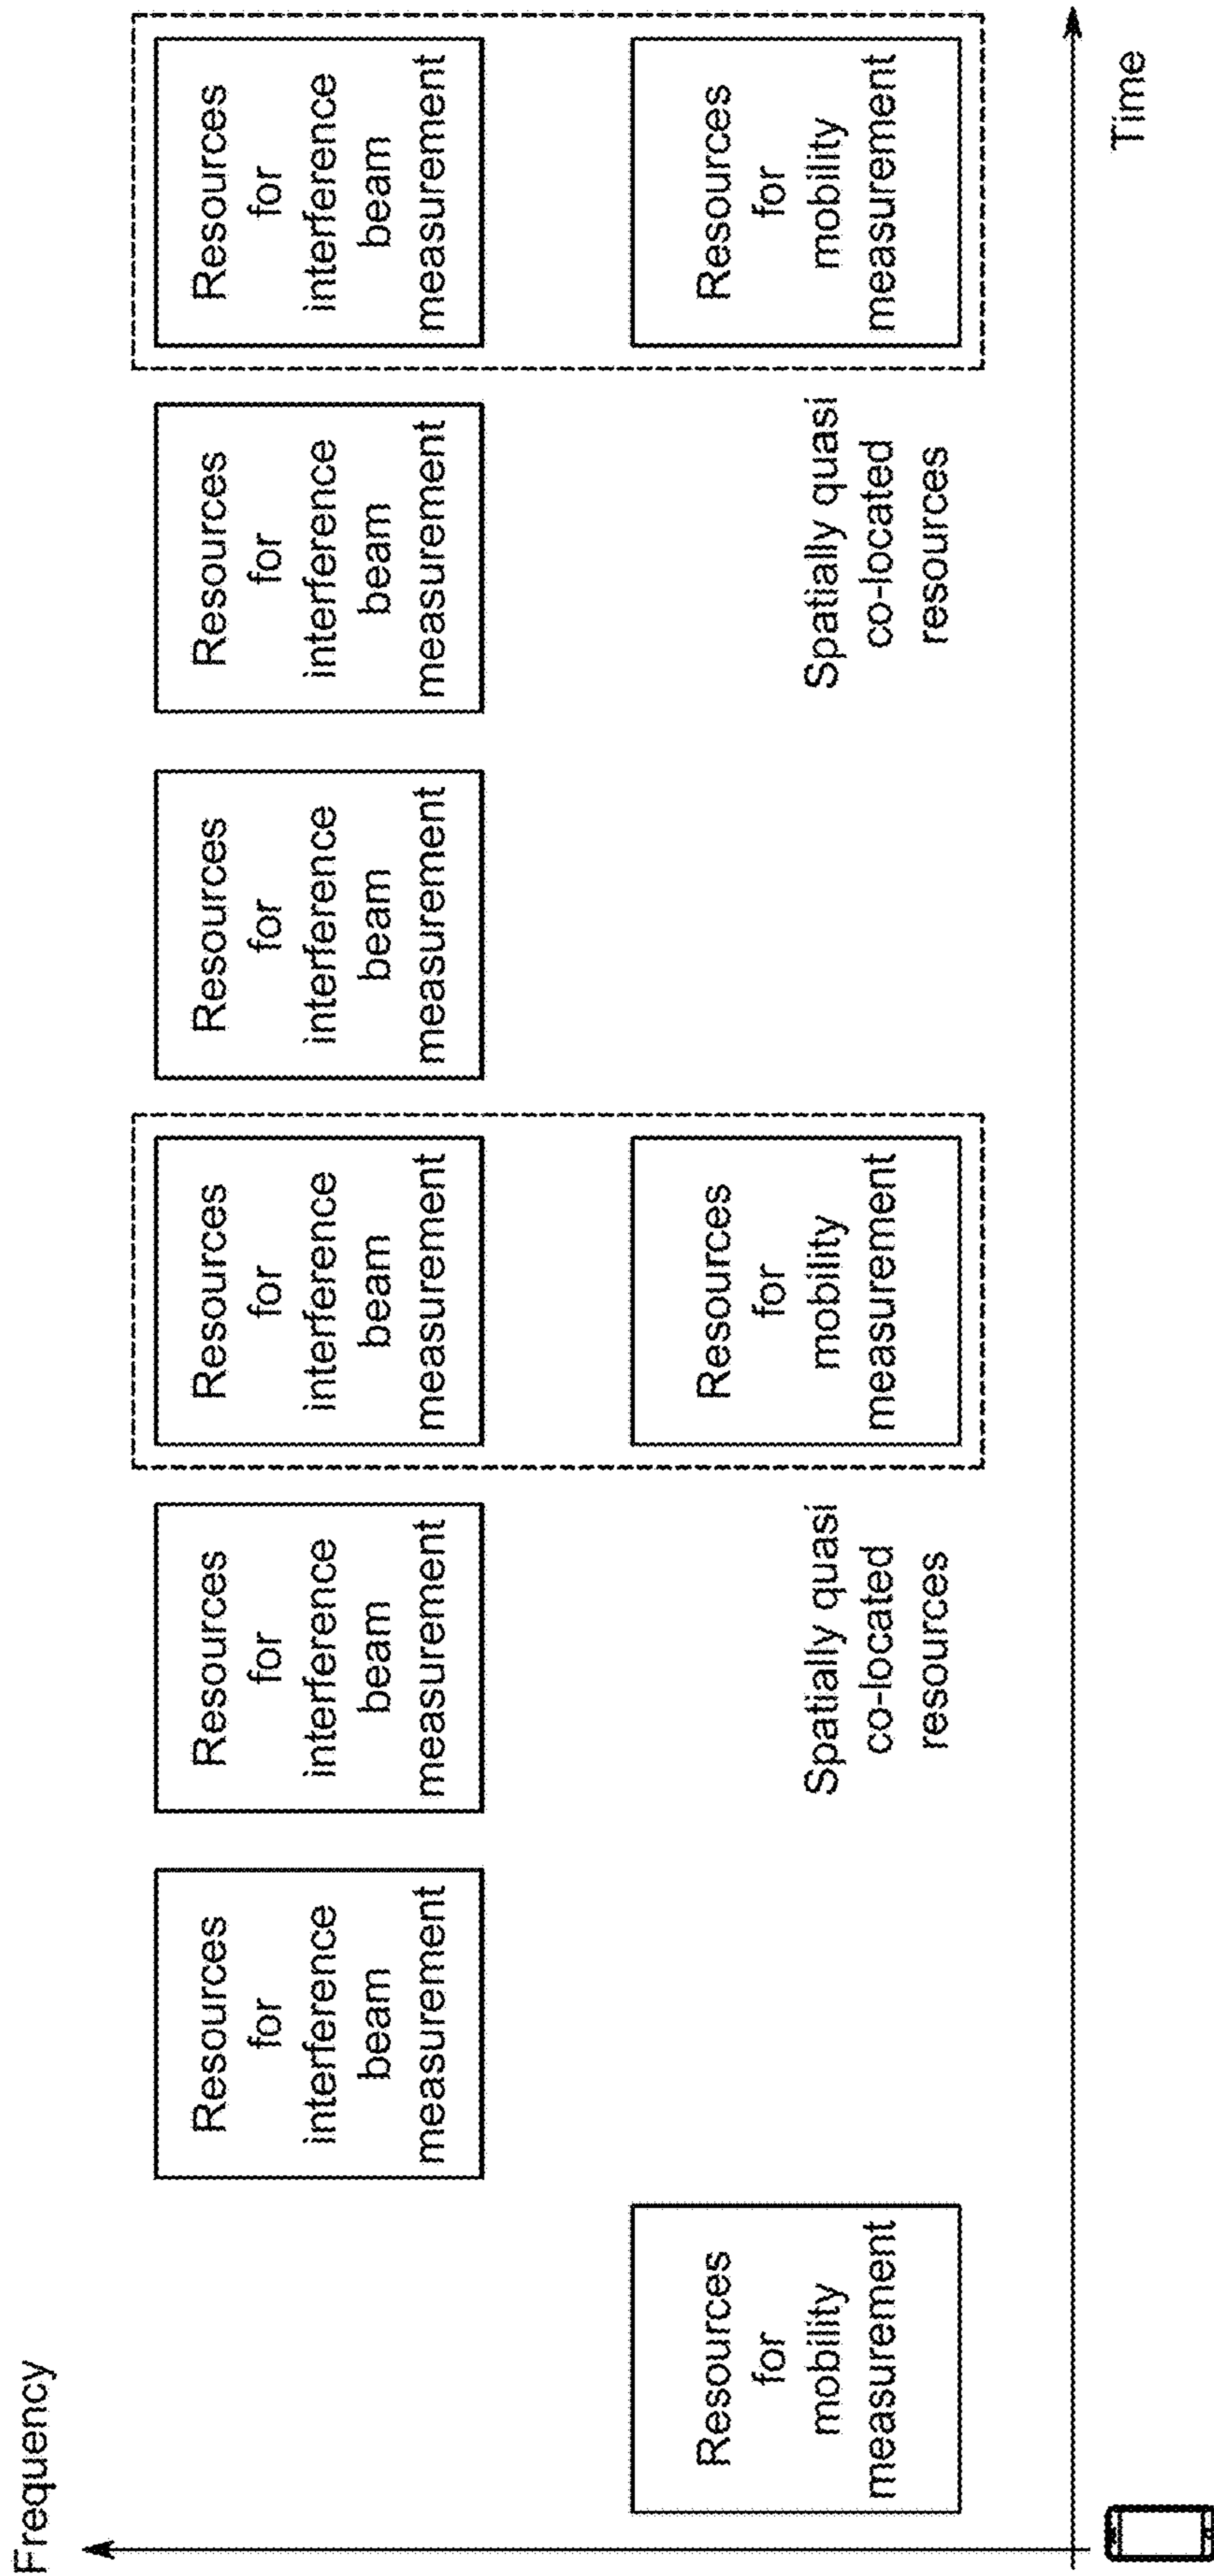 Frequency
Resources
for
interference
beam
measurement
Resources
for
interference
beam
measurement
Resources
for
interference
beam
measurement
Resources
for
interference
beam
measurement
Resources
for
interference
beam
measurement
Resources
for
interference
beam
measurement
Resources
for
mobility
measurement
Spatially quasi
co-located
resources
Resources
for
mobility
measurement
Spatially quasi
co-located
resources
Resources
for
mobility
measurement
Time